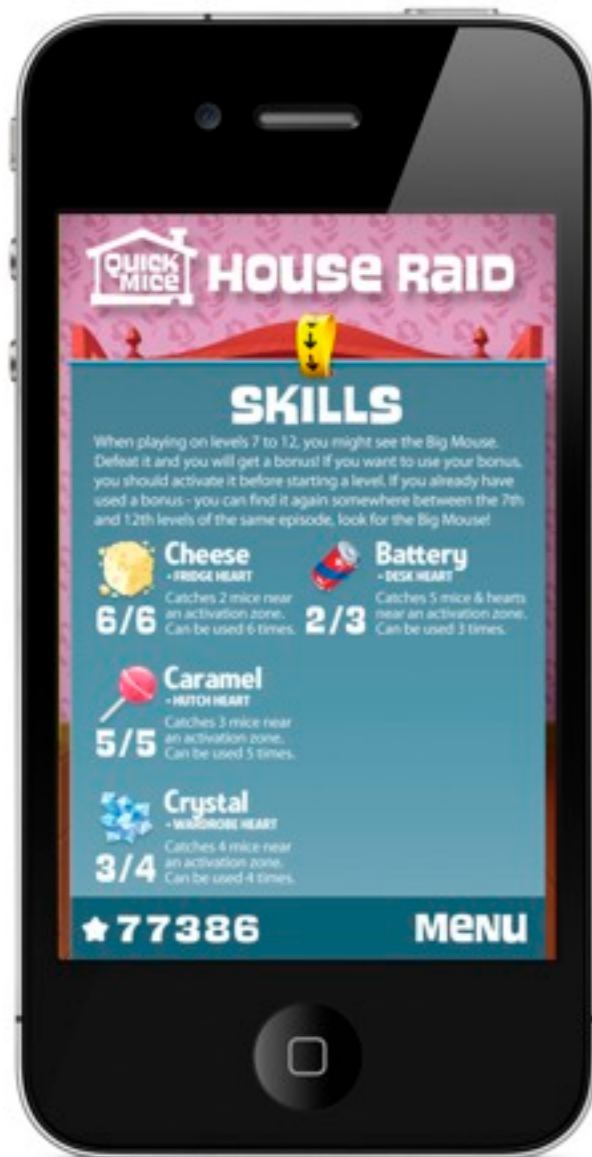 QUICK
MICE
HOUSE RAID
SKILLS
When playing on levels 7 to 12, you might see the Big Mouse.
Defeat it and you will get a bonus! If you want to use your bonus,
you should activate it before starting a level. If you already have
used a bonus - you can find it again somewhere between the 7th
and 12th levels of the same episode, look for the Big Mouse!
Cheese
- FRIDGE HEART
Catches 2 mice near
an activation zone.
Can be used 6 times.
6/6
Battery
- DESK HEART
Catches 5 mice & hearts
near an activation zone.
Can be used 3 times.
2/3
Caramel
- HUTCH HEART
Catches 3 mice near
an activation zone.
Can be used 5 times.
5/5
Crystal
- WARDROBE HEART
Catches 4 mice near
an activation zone.
Can be used 4 times.
3/4
77386
MENU